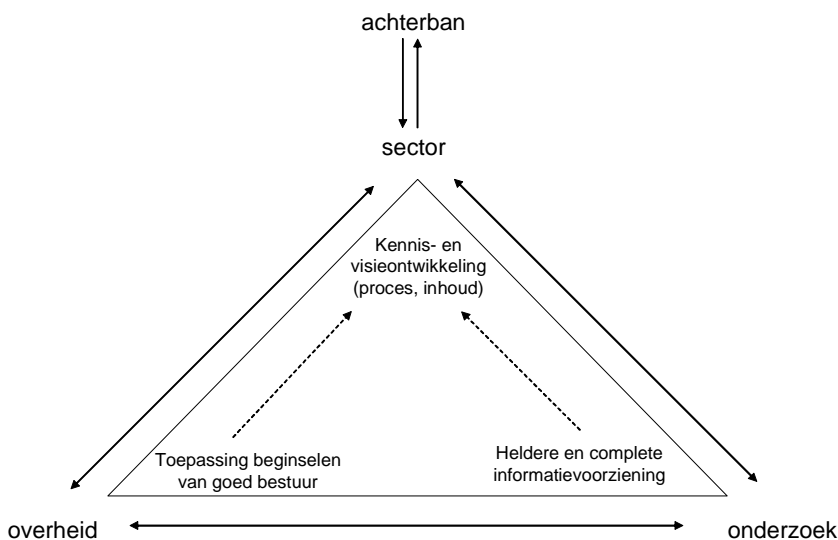 achterban
sector
Kennis- en
visieontwikkeling
(proces, inhoud)
Toepassing beginselen
van goed bestuur
Heldere en complete
informatievoorziening
overheid
onderzoek